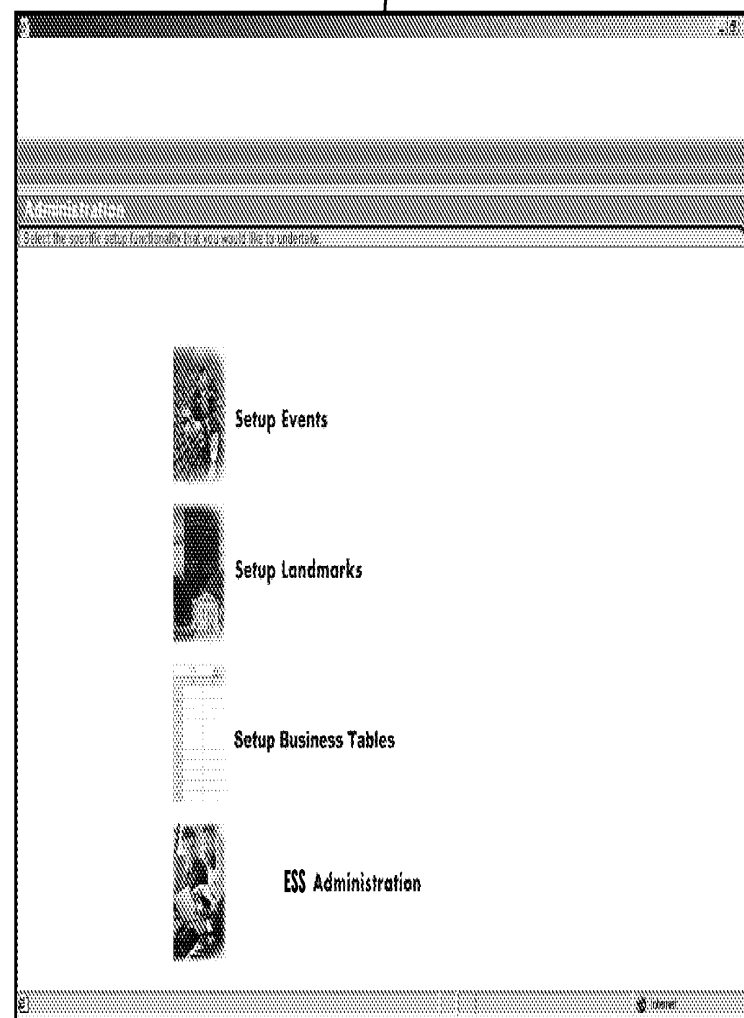 Administration
Select the specific setup functionality that you would like to undertake.
Setup Events
Setup Landmarks
Setup Business Tables
ESS Administration
Internet